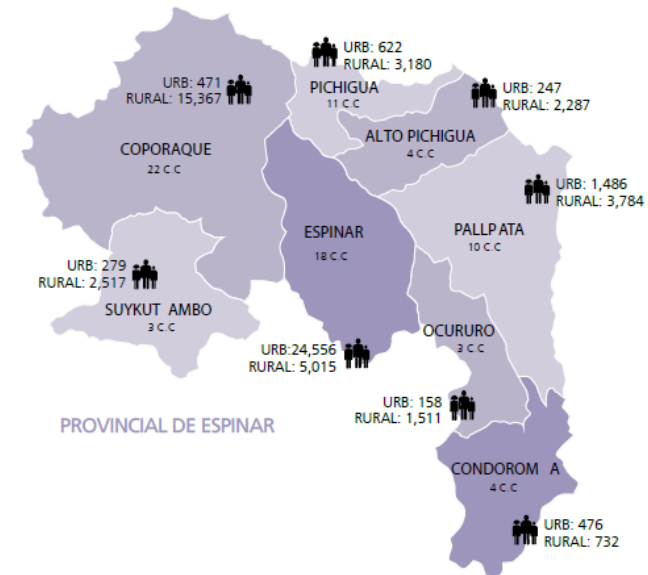 URB: 622
RURAL: 3,180
PICHIGUA
11 C.C
URB: 471
RURAL: 15,367
URB: 247
RURAL: 2,287
ALTO PICHIGUA
4 C.C
COPORAQUE
22 C C
URB: 1,486
RURAL: 3,784
ESPINAR
18 C.C
PALLP ATA
10 C.C
URB: 279
RURAL: 2,517
SUYKUT AMBO
3 C.C
OCURURO
3 C.C
URB:24,556
RURAL: 5,015
URB: 158
RURAL: 1,511
PROVINCIAL DE ESPINAR
CONDOROM A
4 C.C
URB: 476
RURAL: 732